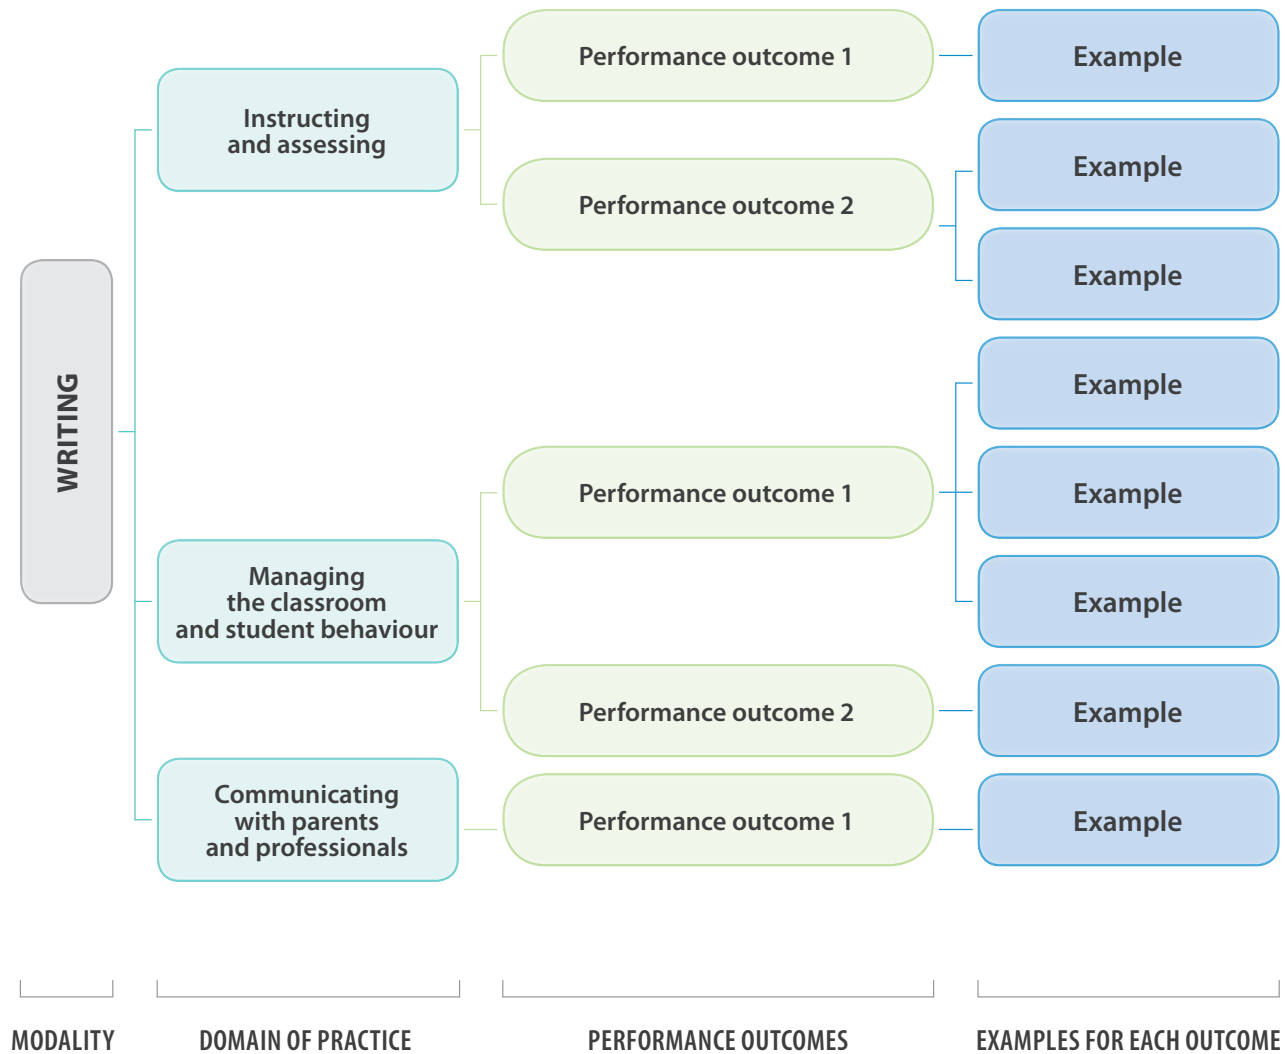 WRITING
Instructing
and assessing
Performance outcome 1
Example
Performance outcome 2
Example
Example
Managing
the classroom
and student behaviour
Performance outcome 1
Example
Example
Example
Performance outcome 2
Example
Communicating
with parents
and professionals
Performance outcome 1
Example
MODALITY
DOMAIN OF PRACTICE
PERFORMANCE OUTCOMES
EXAMPLES FOR EACH OUTCOME